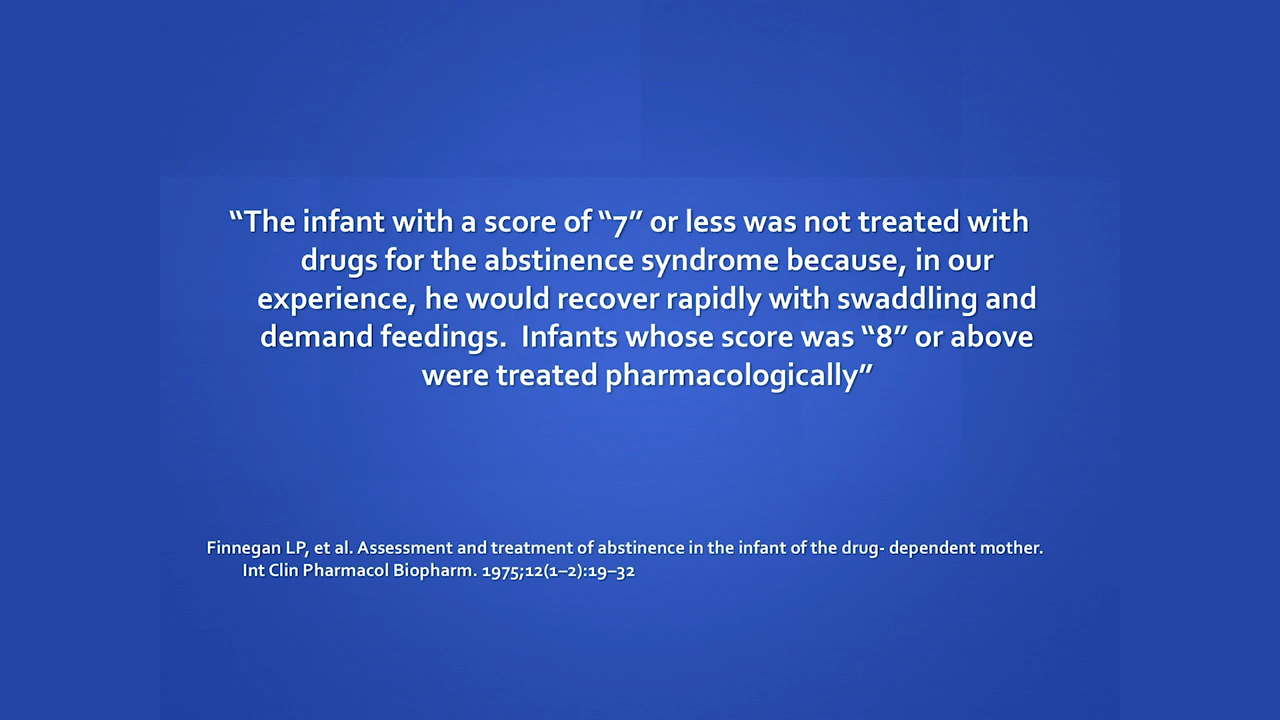 “The infant with a score of “7” or less was not treated with
drugs for the abstinence syndrome because, in our
experience, he would recover rapidly with swaddling and
demand feedings.  Infants whose score was “8” or above
were treated pharmacologically”
Finnegan LP, et al. Assessment and treatment of abstinence in the infant of the drug- dependent mother.
Int Clin Pharmacol Biopharm. 1975;12(1–2):19–32